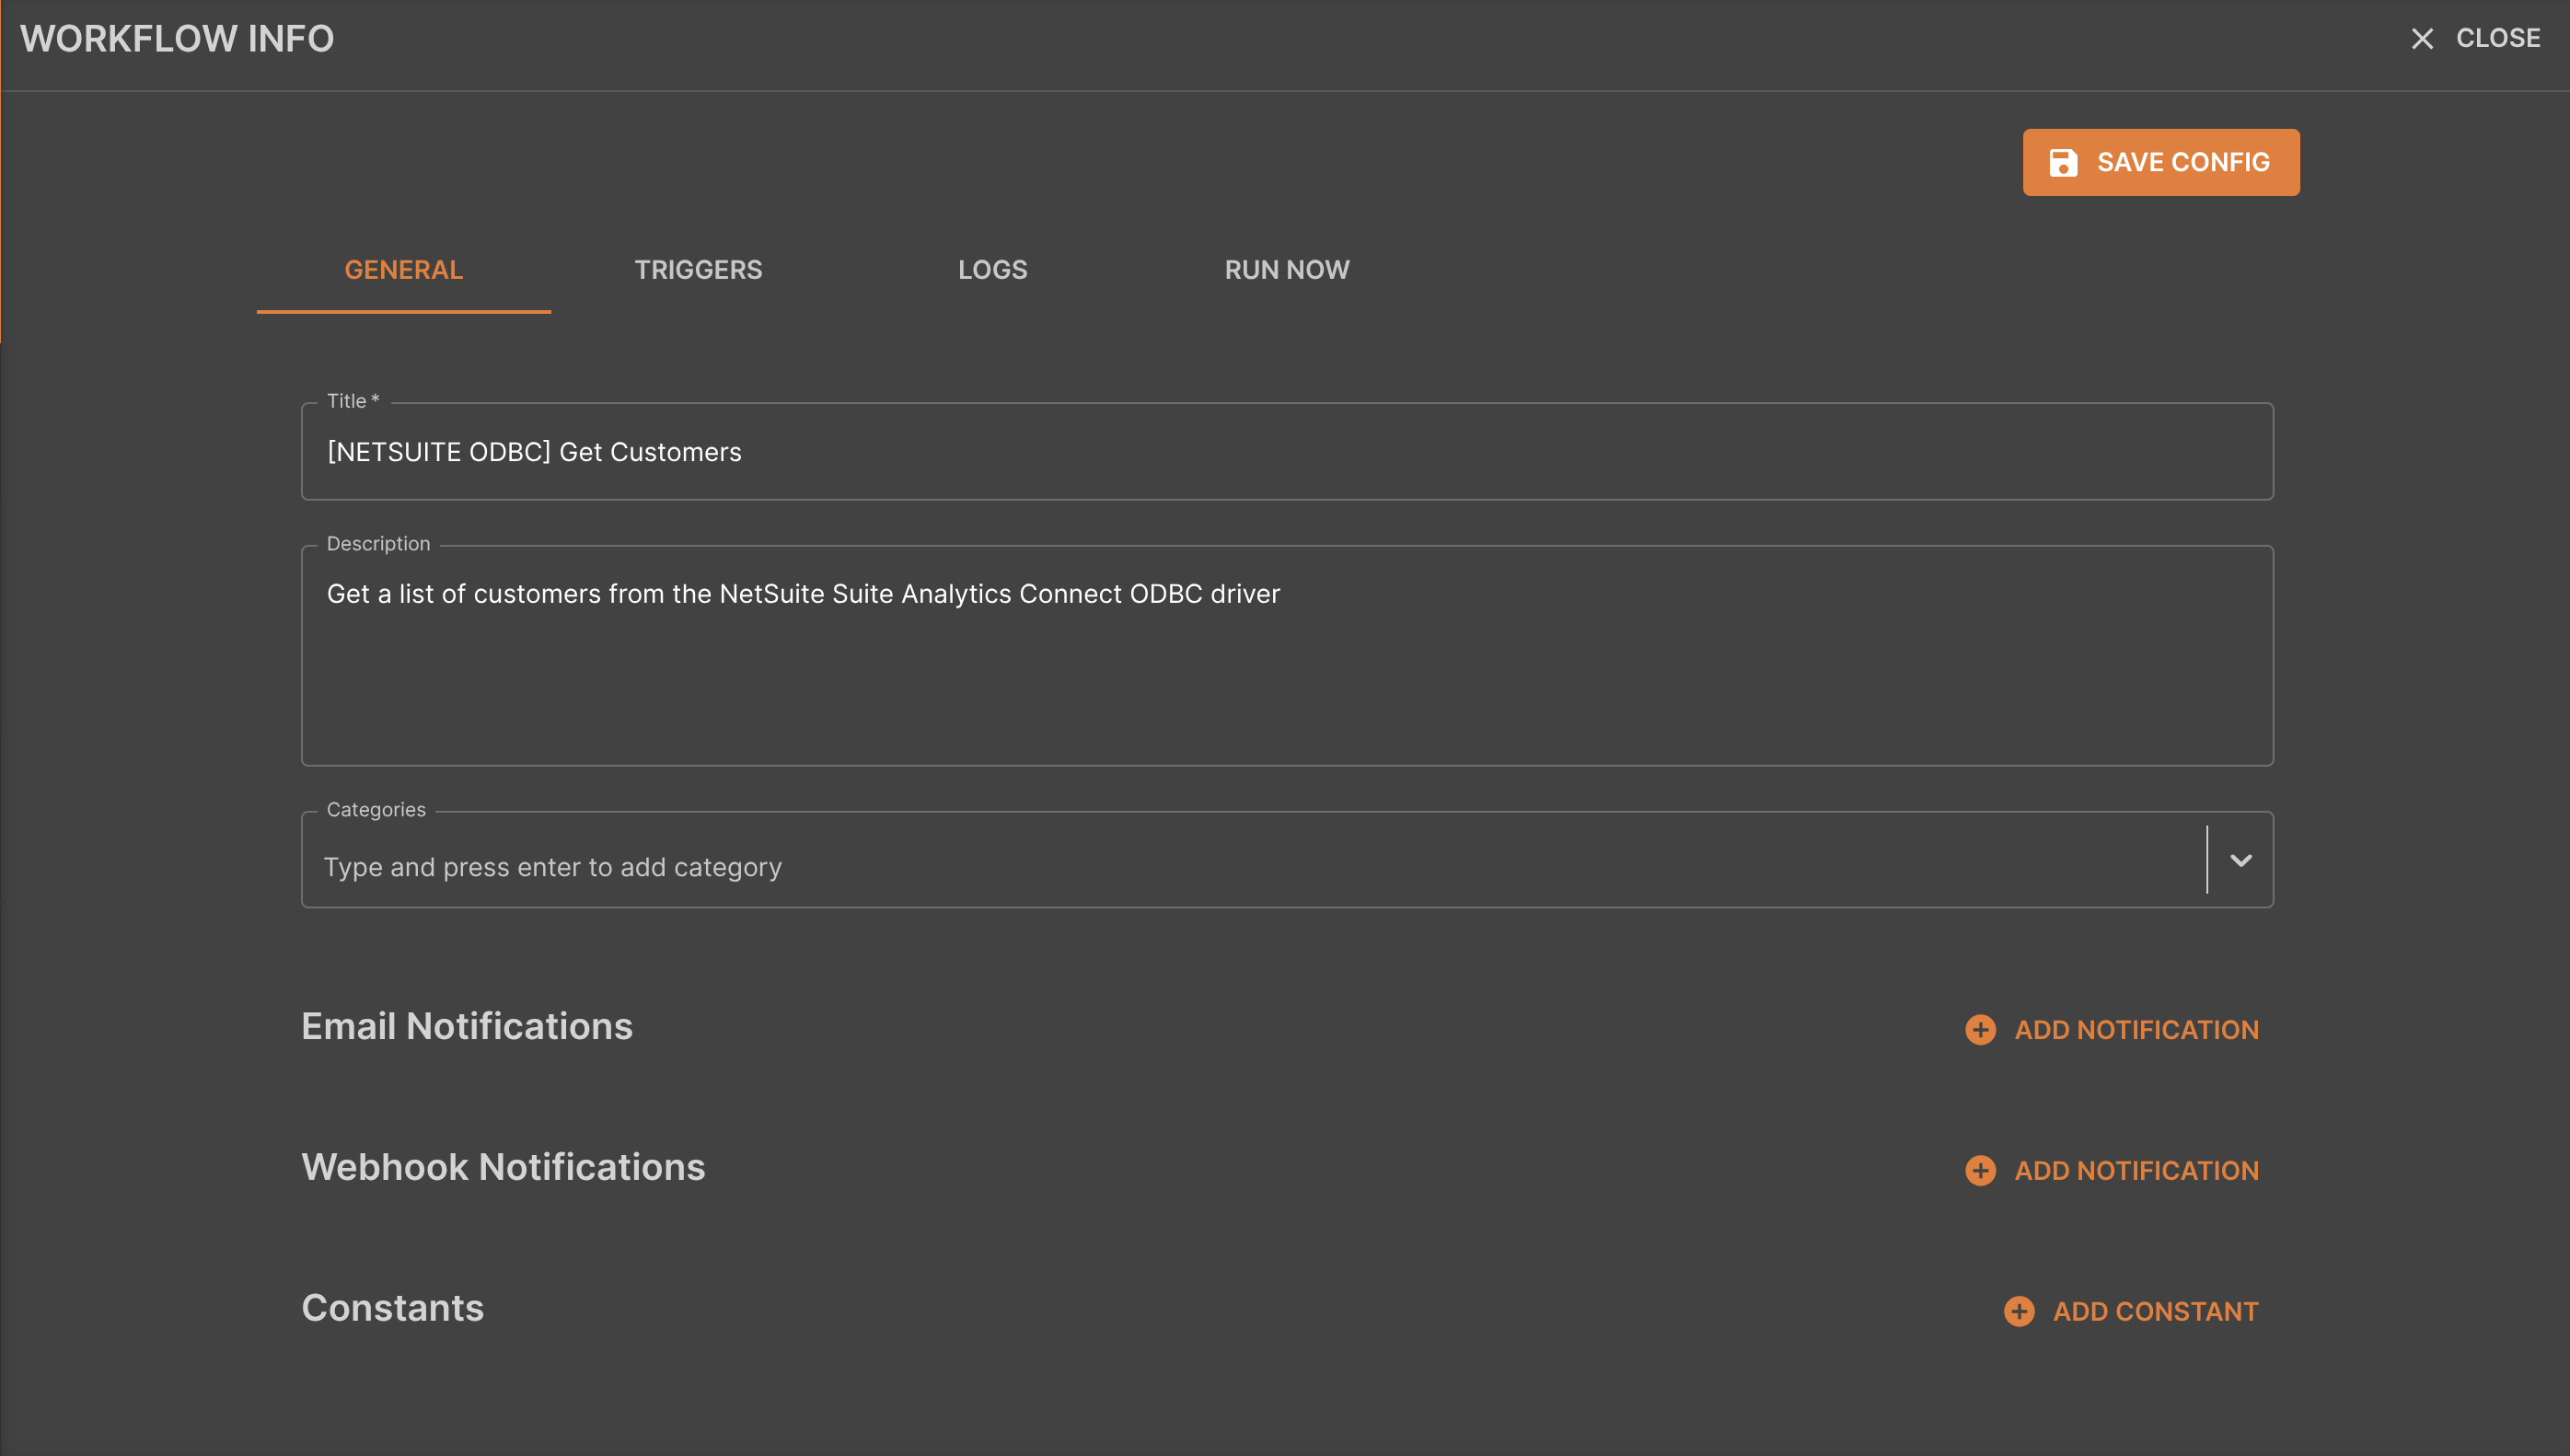 WORKFLOW INFO
CLOSE
SAVE CONFIG
GENERAL
TRIGGERS
LOGS
RUN NOW
Title *
[NETSUITE ODBC] Get Customers
Description
Get a list of customers from the NetSuite Suite Analytics Connect ODBC driver
Categories
Type and press enter to add category
Email Notifications
ADD NOTIFICATION
Webhook Notifications
ADD NOTIFICATION
Constants
ADD CONSTANT